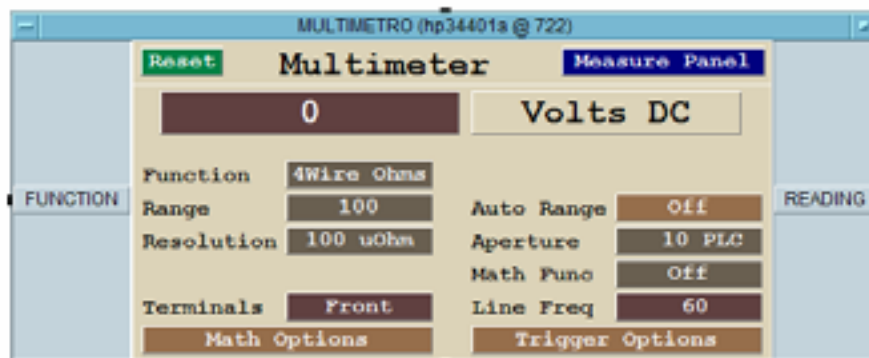 MULTIMETRO (hp34401a @ 722)
Reset Multimeter Measure Panel
0 Volts DC
Function 4Wire Ohms
FUNCTION READING
Range 100 Auto Range Off
Resolution 100 uOhm Aperture 10 PLC
Math Func Off
Terminals Front Line Freq 60
Math Options Trigger Options